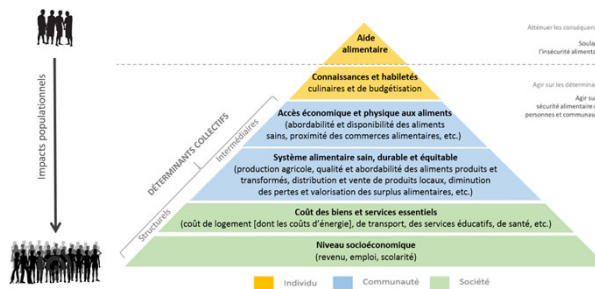 Aide
alimentaire
Connaissances et habiletés
culinaires et de budgétisation
Accès économique et physique aux aliments
(abordabilité et disponibilité des aliments
sains, proximité des commerces alimentaires, etc.)
Système alimentaire sain, durable et équitable
(production agricole, qualité et abordabilité des aliments produits et
transformés, distribution et vente de produits locaux, diminution
des pertes et valorisation des surplus alimentaires, etc.)
Coût des biens et services essentiels
(coût de logement [dont les coûts d'énergie], de transport, des services éducatifs, de santé, etc.)
Niveau socioéconomique
(revenu, emploi, scolarité)
Impacts populationnels
DÉTERMINANTS COLLECTIFS
Intermédiaires
Structurels
Atténuer les conséquenc
Soulag
l'insécurité alimenta
Agir sur les détermina
Agir sur
sécurité alimentaire d
personnes et communau
Individu
Communauté
Société